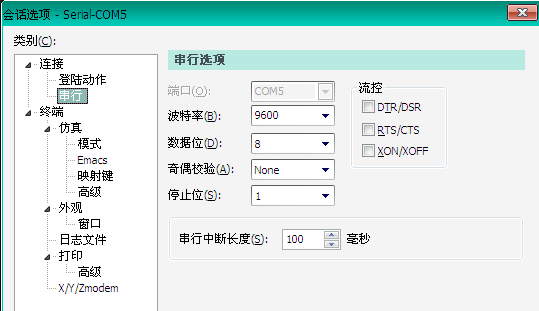 会话选项 - Serial-COM5
类别(C):
连接
登陆动作
串行
终端
仿真
模式
Emacs
映射键
高级
外观
窗口
日志文件
打印
高级
X/Y/Zmodem
串行选项
端口(O): COM5
波特率(B): 9600
数据位(D): 8
奇偶校验(A): None
停止位(S): 1
流控
DTR/DSR
RTS/CTS
XON/XOFF
串行中断长度(S): 100 毫秒